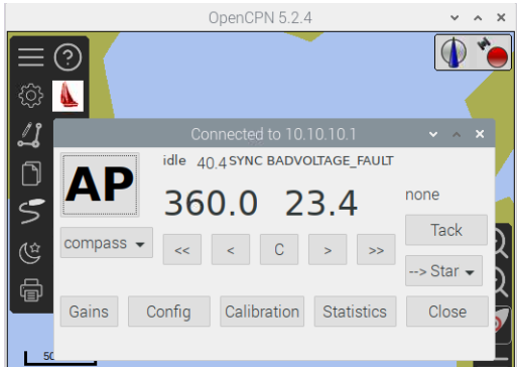 OpenCPN 5.2.4
Connected to 10.10.10.1
AP
idle 40.4 SYNC BADVOLTAGE_FAULT
360.0 23.4
none
Tack
compass << < C > >>
--> Star
Gains Config Calibration Statistics Close